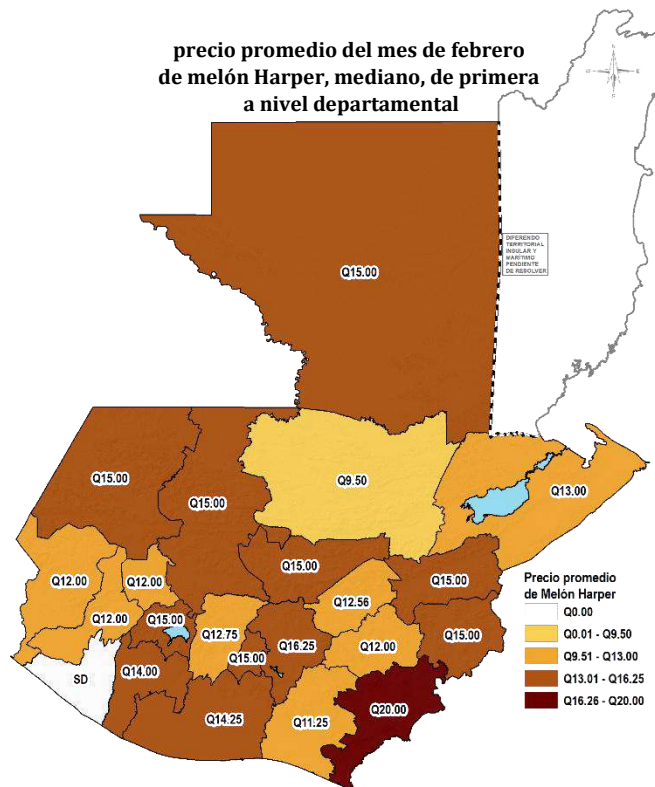 precio promedio del mes de febrero
de melón Harper, mediano, de primera
a nivel departamental
DIFERENDO
TERRITORIAL
INSULAR Y
MARÍTIMO
PENDIENTE
DE RESOLVER
Q15.00
Q9.50
Q15.00
Q15.00
Q13.00
Q12.00
Q12.00
Q15.00
Q15.00
Q12.56
Q12.00
Q15.00
Q12.75
Q16.25
Q12.00
Q15.00
Q15.00
SD
Q14.00
Q14.25
Q11.25
Q20.00
Precio promedio
de Melón Harper
Q0.00
Q0.01 - Q9.50
Q9.51 - Q13.00
Q13.01 - Q16.25
Q16.26 - Q20.00